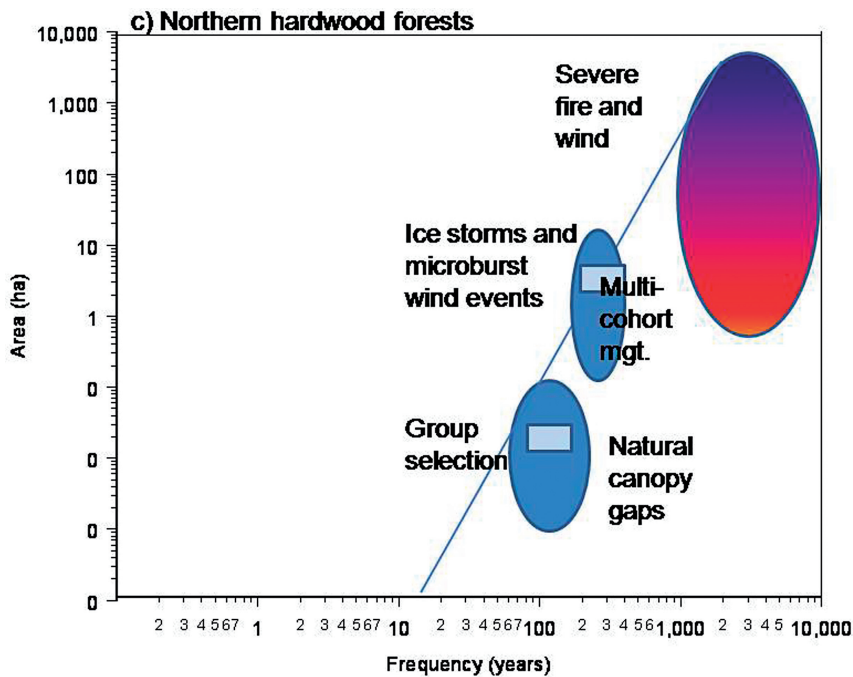 c) Northern hardwood forests
10,000
1,000
100
10
1
0
0
0
0
Area (ha)
Severe
fire and
wind
Ice storms and
microburst
wind events
Multi-
cohort
mgt.
Group
selection
Natural
canopy
gaps
2 3 4 5 6 7 1 2 3 4 5 6 7 10 2 3 4 5 6 7 100 2 3 4 5 6 1,000 2 3 4 5 10,000
Frequency (years)